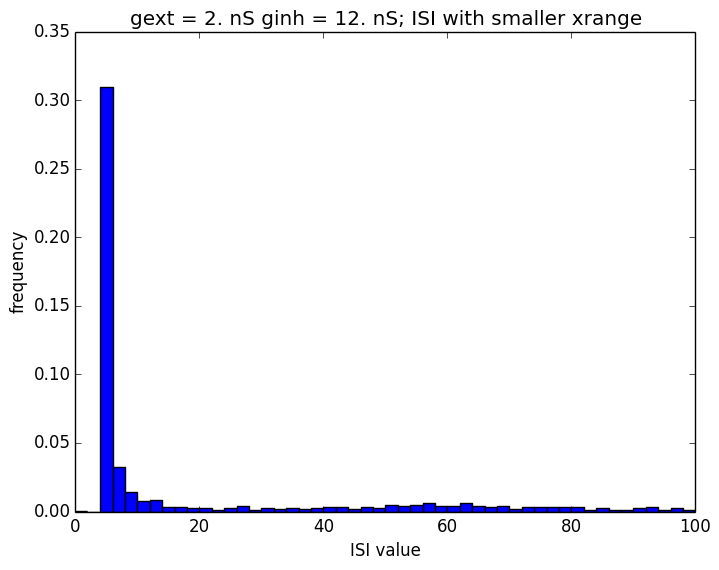 gext = 2. nS ginh = 12. nS; ISI with smaller xrange
0.35
0.30
0.25
0.20
0.15
0.10
0.05
0.00
frequency
0 20 40 60 80 100
ISI value